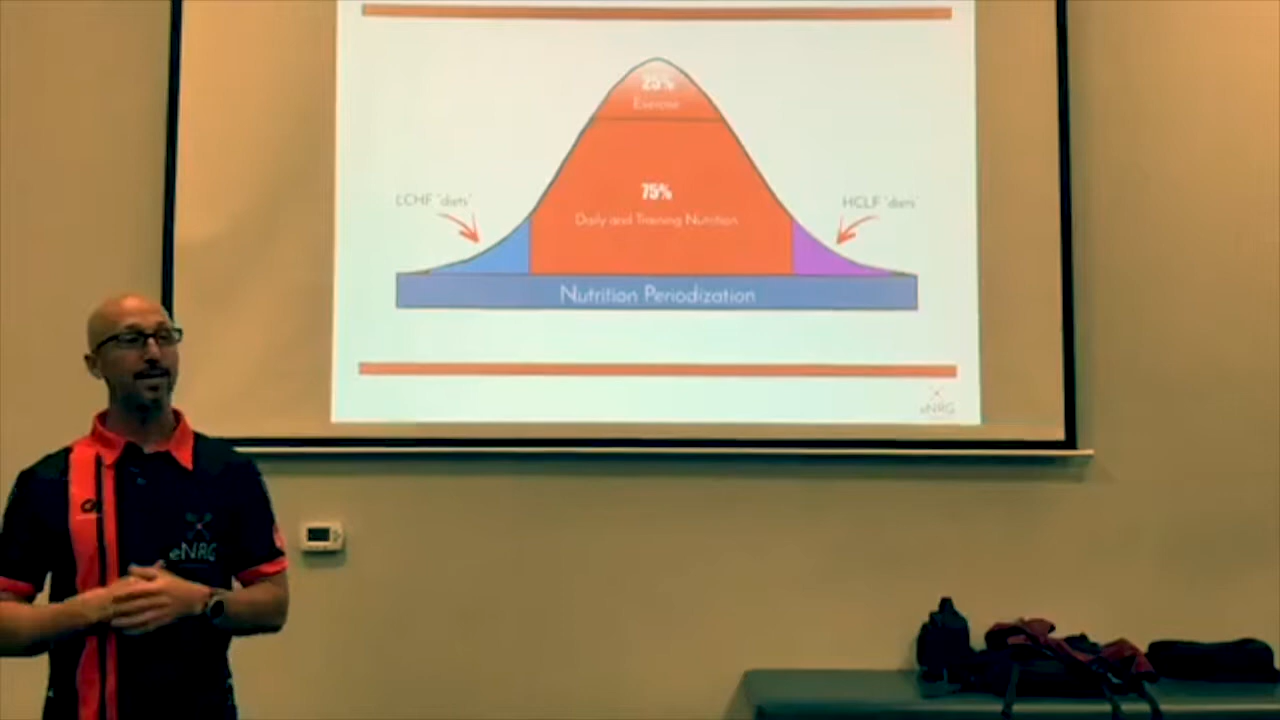 25%
Exercise
75%
Daily and Training Nutrition
LCHF 'diets'
HCLF 'diets'
Nutrition Periodization
eNRG
eNRG